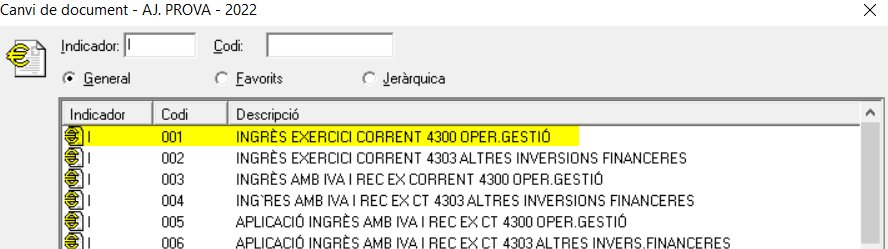 Canvi de document - AJ. PROVA - 2022
Indicador: I Codi:
General Favorits Jeràrquica
Indicador Codi Descripció
I 001 INGRÈS EXERCICI CORRENT 4300 OPER.GESTIÓ
I 002 INGRÈS EXERCICI CORRENT 4303 ALTRES INVERSIONS FINANCERES
I 003 INGRÈS AMB IVA I REC EX CORRENT 4300 OPER.GESTIÓ
I 004 ING`RES AMB IVA I REC EX CT 4303 ALTRES INVERSIONS FINANCERES
I 005 APLICACIÓ INGRÈS AMB IVA I REC EX CT 4300 OPER.GESTIÓ
I 006 APLICACIÓ INGRÈS AMB IVA I REC EX CT 4303 ALTRES INVERS.FINANCERES